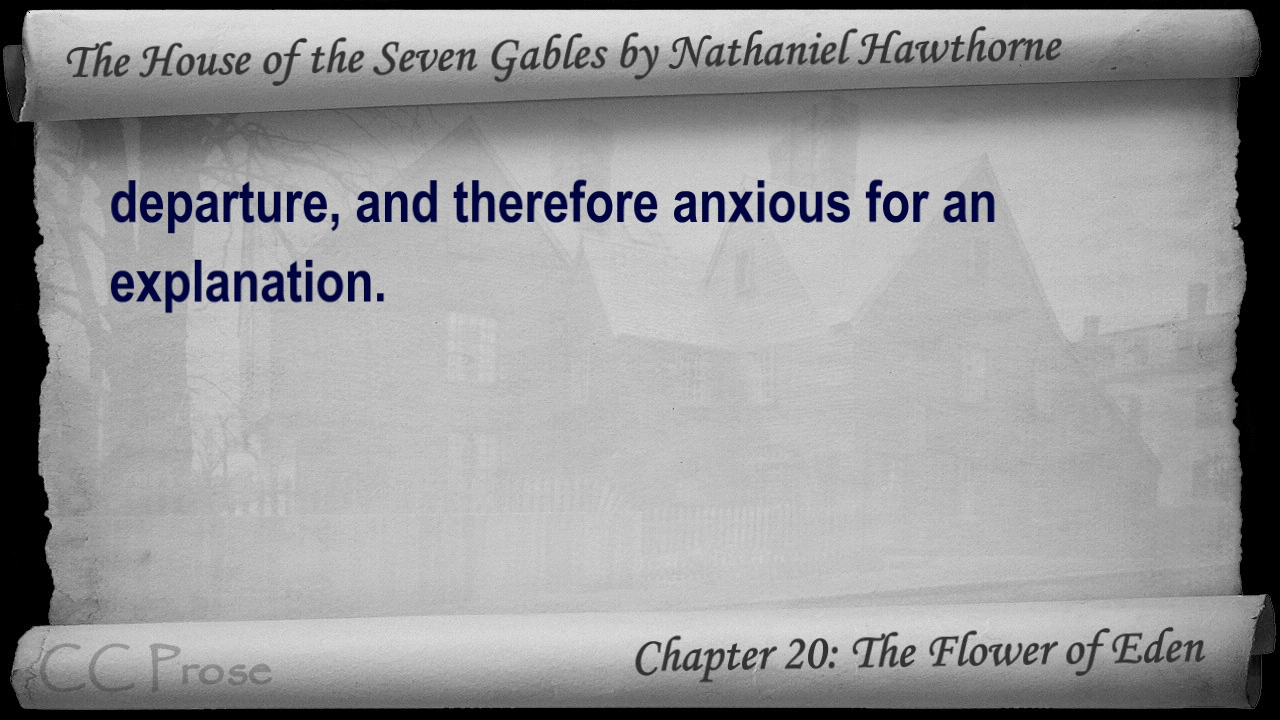 The House of the Seven Gables by Nathaniel Hawthorne
departure, and therefore anxious for an
explanation.
CC Prose
Chapter 20: The Flower of Eden